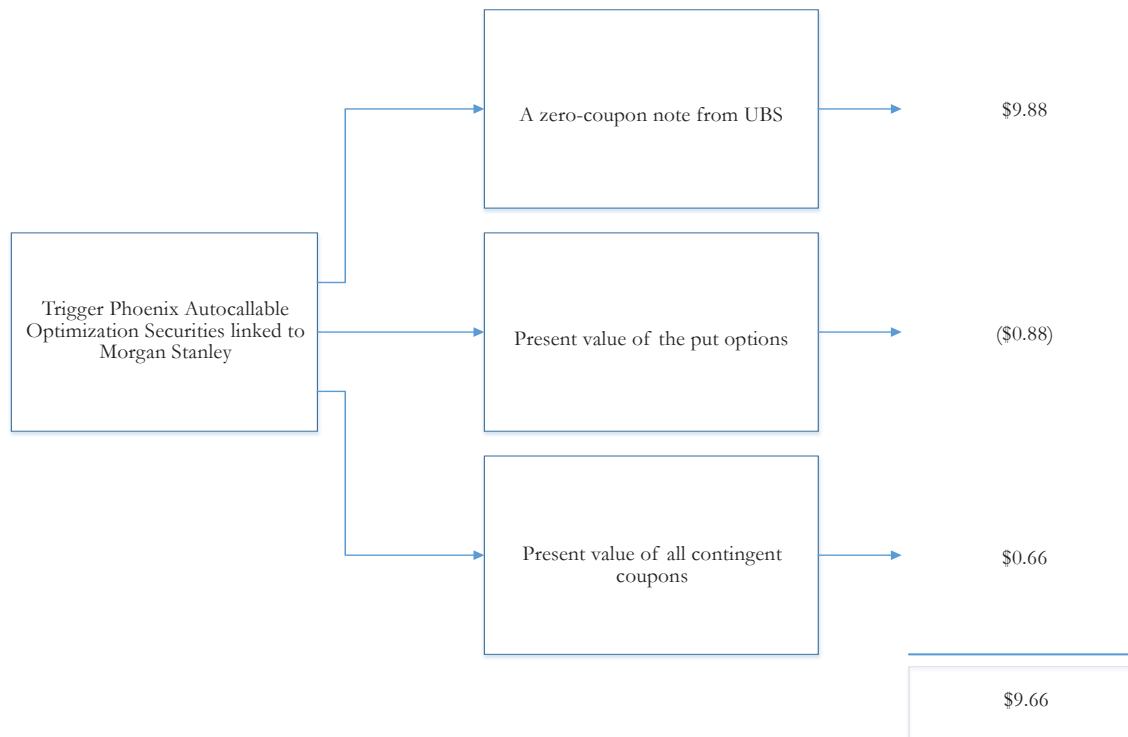 A zero-coupon note from UBS
$9.88
Trigger Phoenix Autocallable
Optimization Securities linked to
Morgan Stanley
Present value of the put options
($0.88)
Present value of all contingent
coupons
$0.66
$9.66